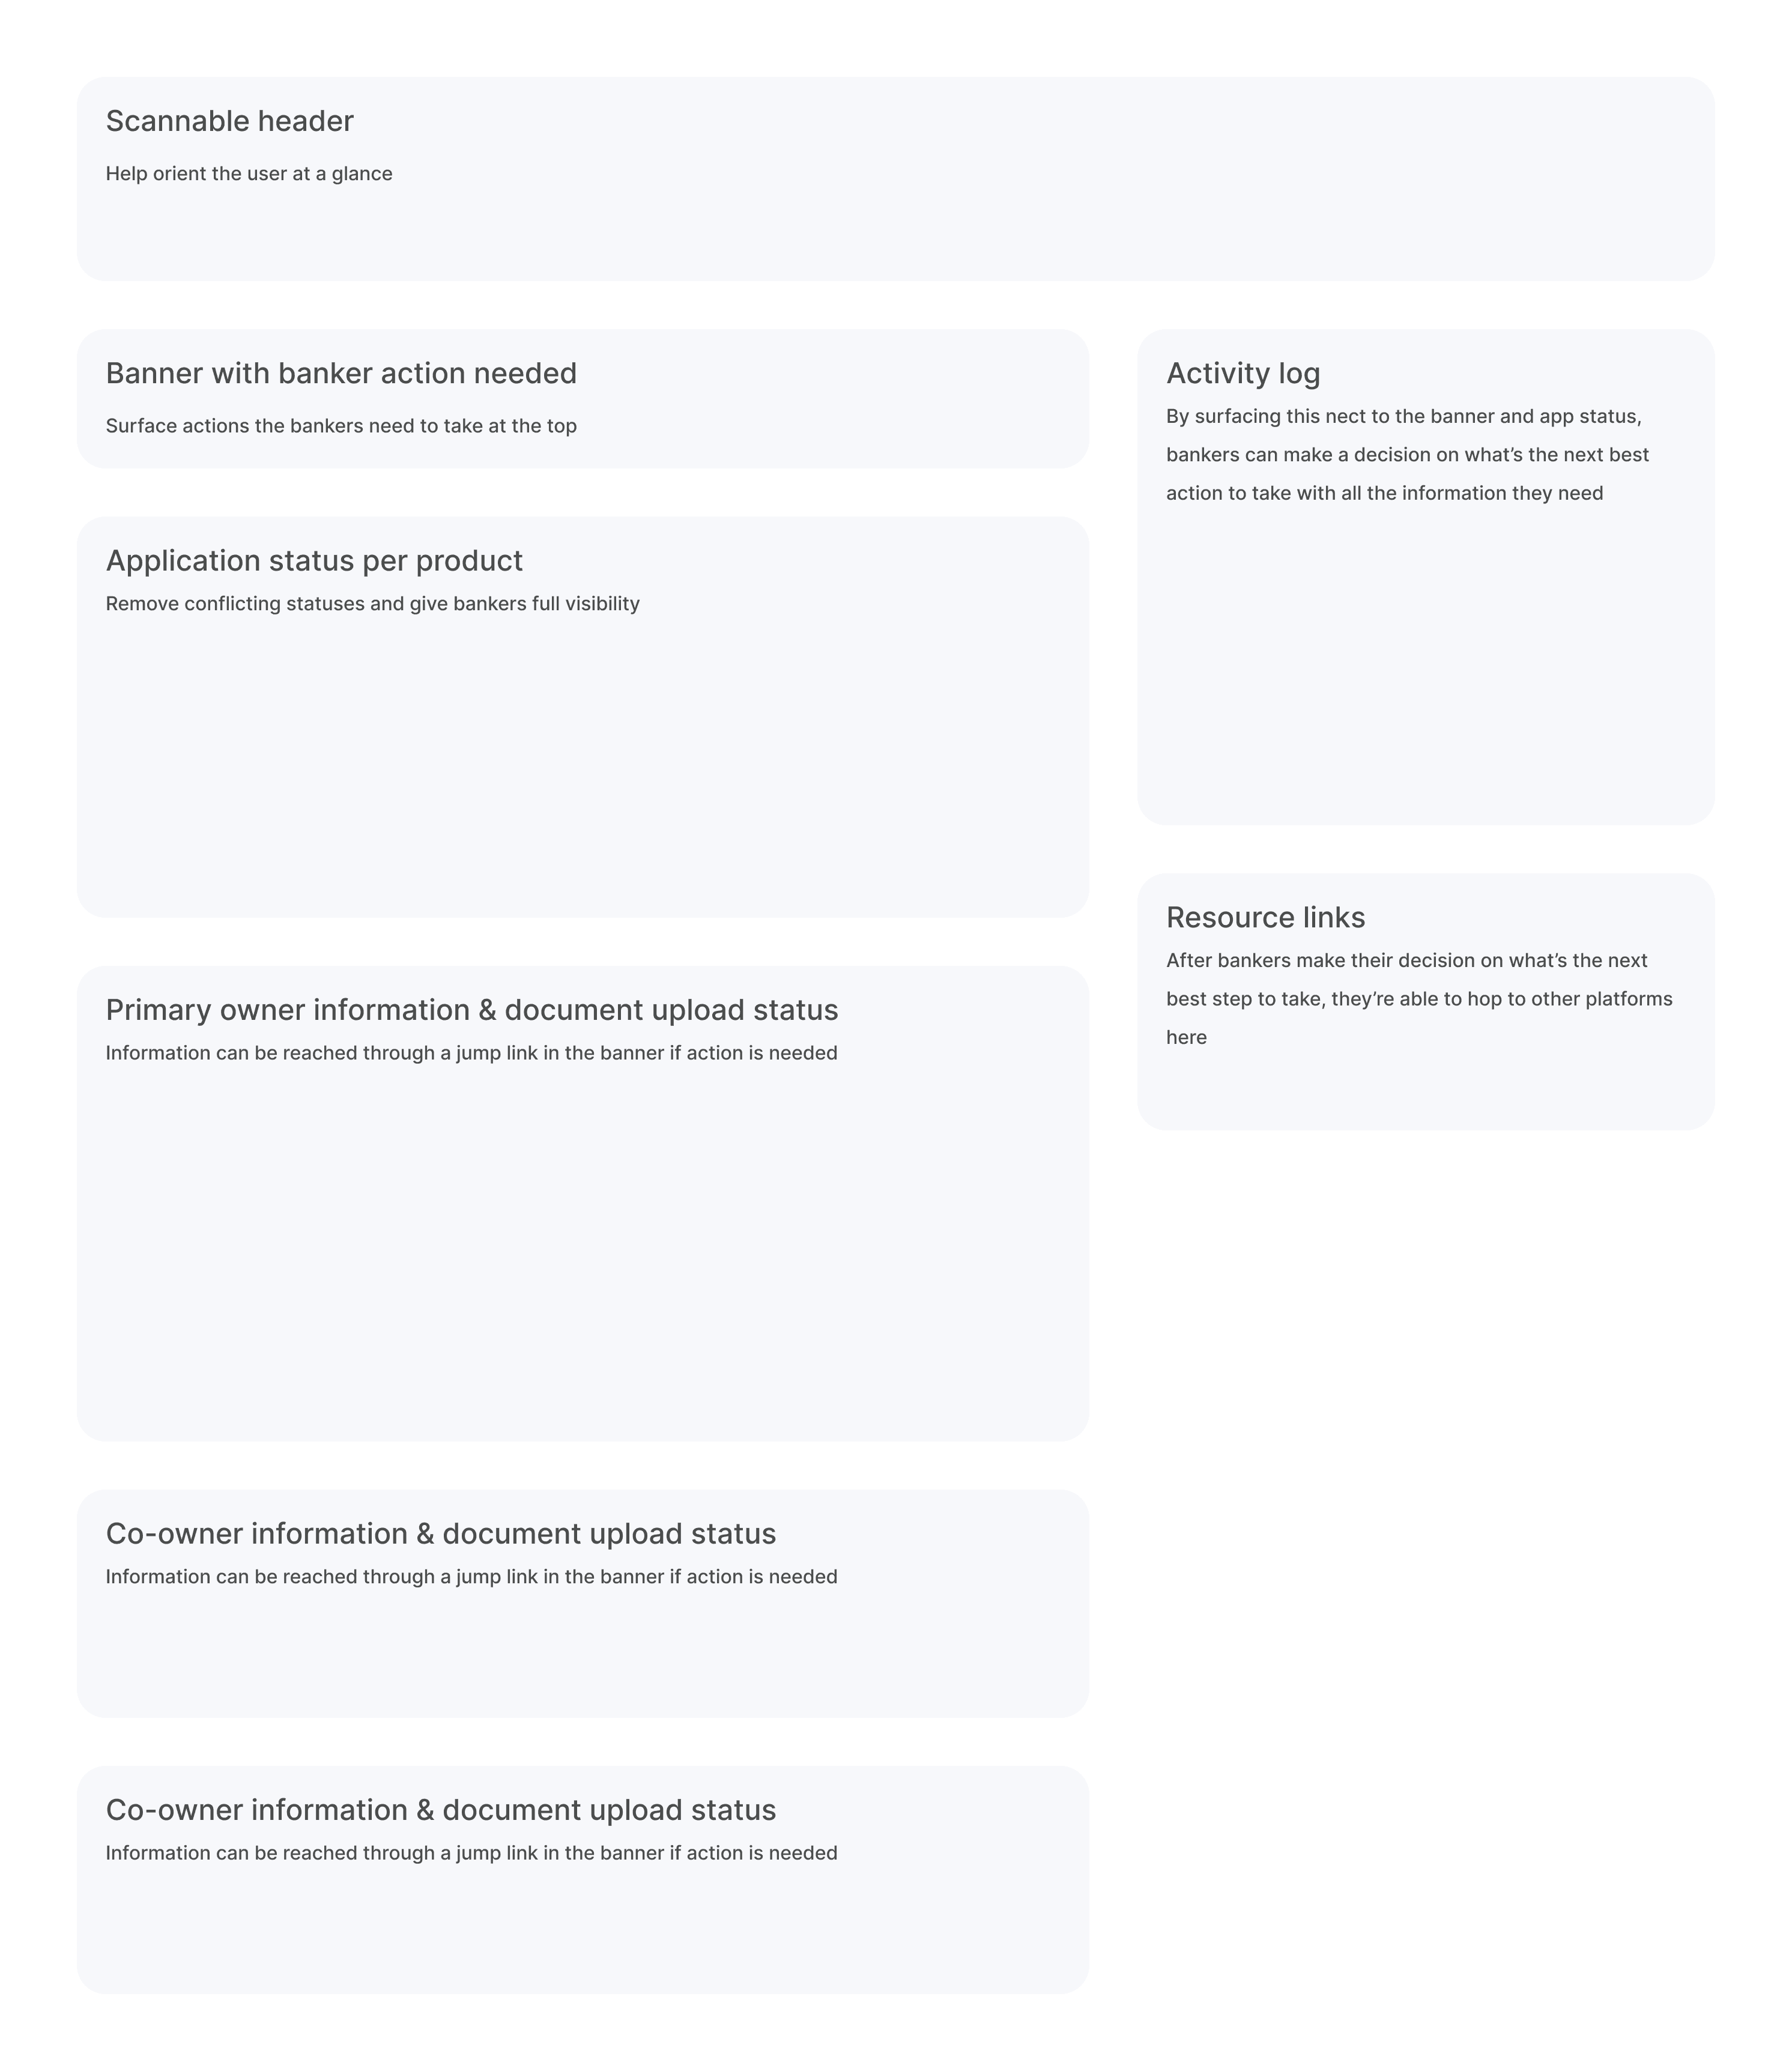 Scannable header
Help orient the user at a glance
Banner with banker action needed
Surface actions the bankers need to take at the top
Application status per product
Remove conflicting statuses and give bankers full visibility
Primary owner information & document upload status
Information can be reached through a jump link in the banner if action is needed
Co-owner information & document upload status
Information can be reached through a jump link in the banner if action is needed
Co-owner information & document upload status
Information can be reached through a jump link in the banner if action is needed
Activity log
By surfacing this nect to the banner and app status,
bankers can make a decision on what’s the next best
action to take with all the information they need
Resource links
After bankers make their decision on what’s the next
best step to take, they’re able to hop to other platforms
here